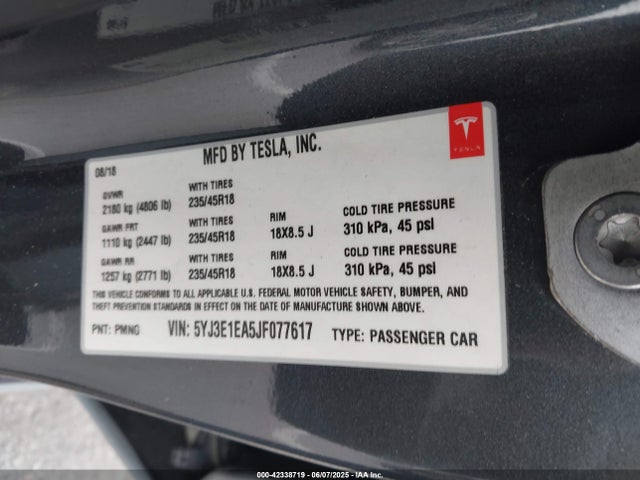 MFD BY TESLA, INC.
TESLA
08/18
GVWR WITH TIRES
2180 kg (4806 lb) 235/45R18
GAWR FRT WITH TIRES RIM COLD TIRE PRESSURE
1110 kg (2447 lb) 235/45R18 18X8.5 J 310 kPa, 45 psi
GAWR RR WITH TIRES RIM COLD TIRE PRESSURE
1257 kg (2771 lb) 235/45R18 18X8.5 J 310 kPa, 45 psi
THIS VEHICLE CONFORMS TO ALL APPLICABLE U.S. FEDERAL MOTOR VEHICLE SAFETY, BUMPER, AND
THEFT PREVENTION STANDARDS IN EFFECT ON THE DATE OF MANUFACTURE SHOWN ABOVE.
PNT: PMNG VIN: 5YJ3E1EA5JF077617 TYPE: PASSENGER CAR
000-42338719 - 06/07/2025 - IAA Inc.